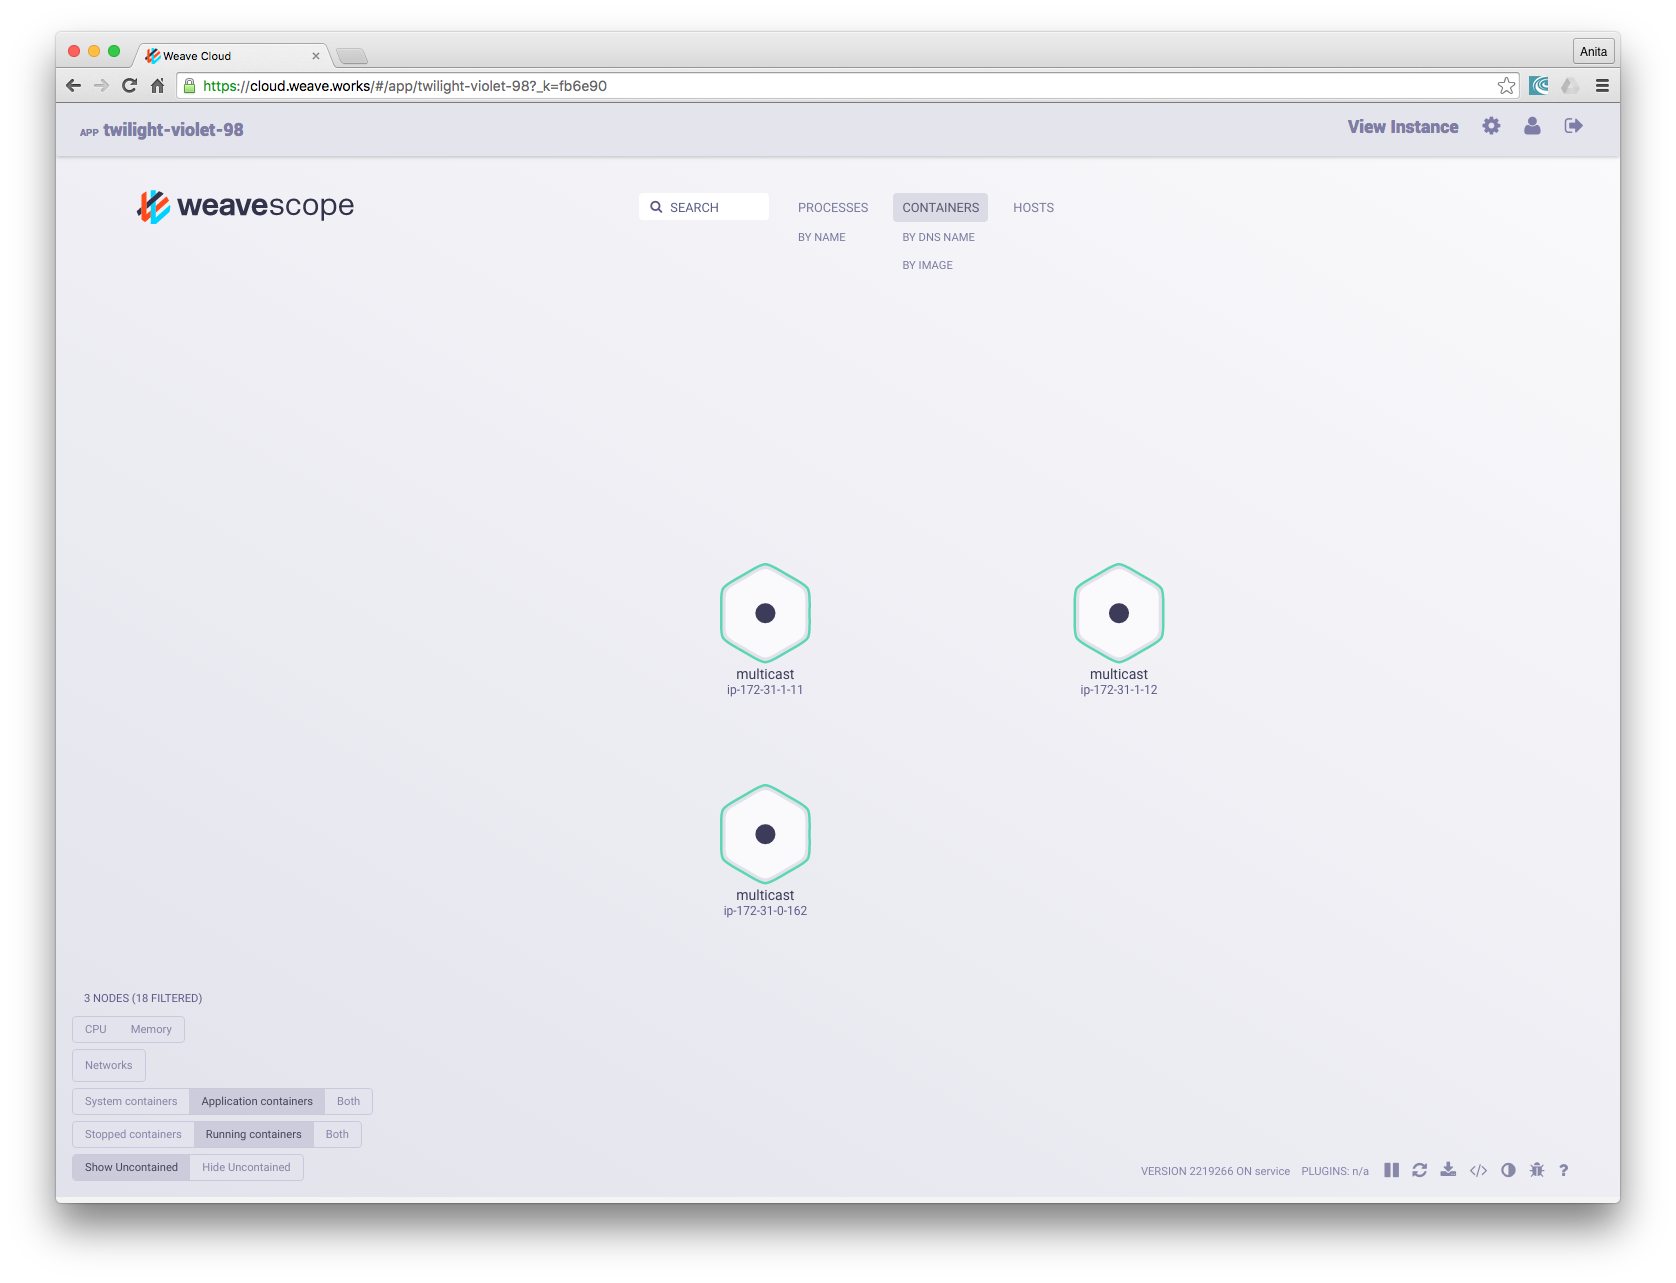 Weave Cloud
Anita
https://cloud.weave.works/#/app/twilight-violet-98?_k=fb6e90
APP twilight-violet-98
View Instance
weavescope
SEARCH
PROCESSES
CONTAINERS
HOSTS
BY NAME
BY DNS NAME
BY IMAGE
multicast
ip-172-31-1-11
multicast
ip-172-31-1-12
multicast
ip-172-31-0-162
3 NODES (18 FILTERED)
CPU Memory
Networks
System containers Application containers Both
Stopped containers Running containers Both
Show Uncontained Hide Uncontained
VERSION 2219266 ON service PLUGINS: n/a </> ?